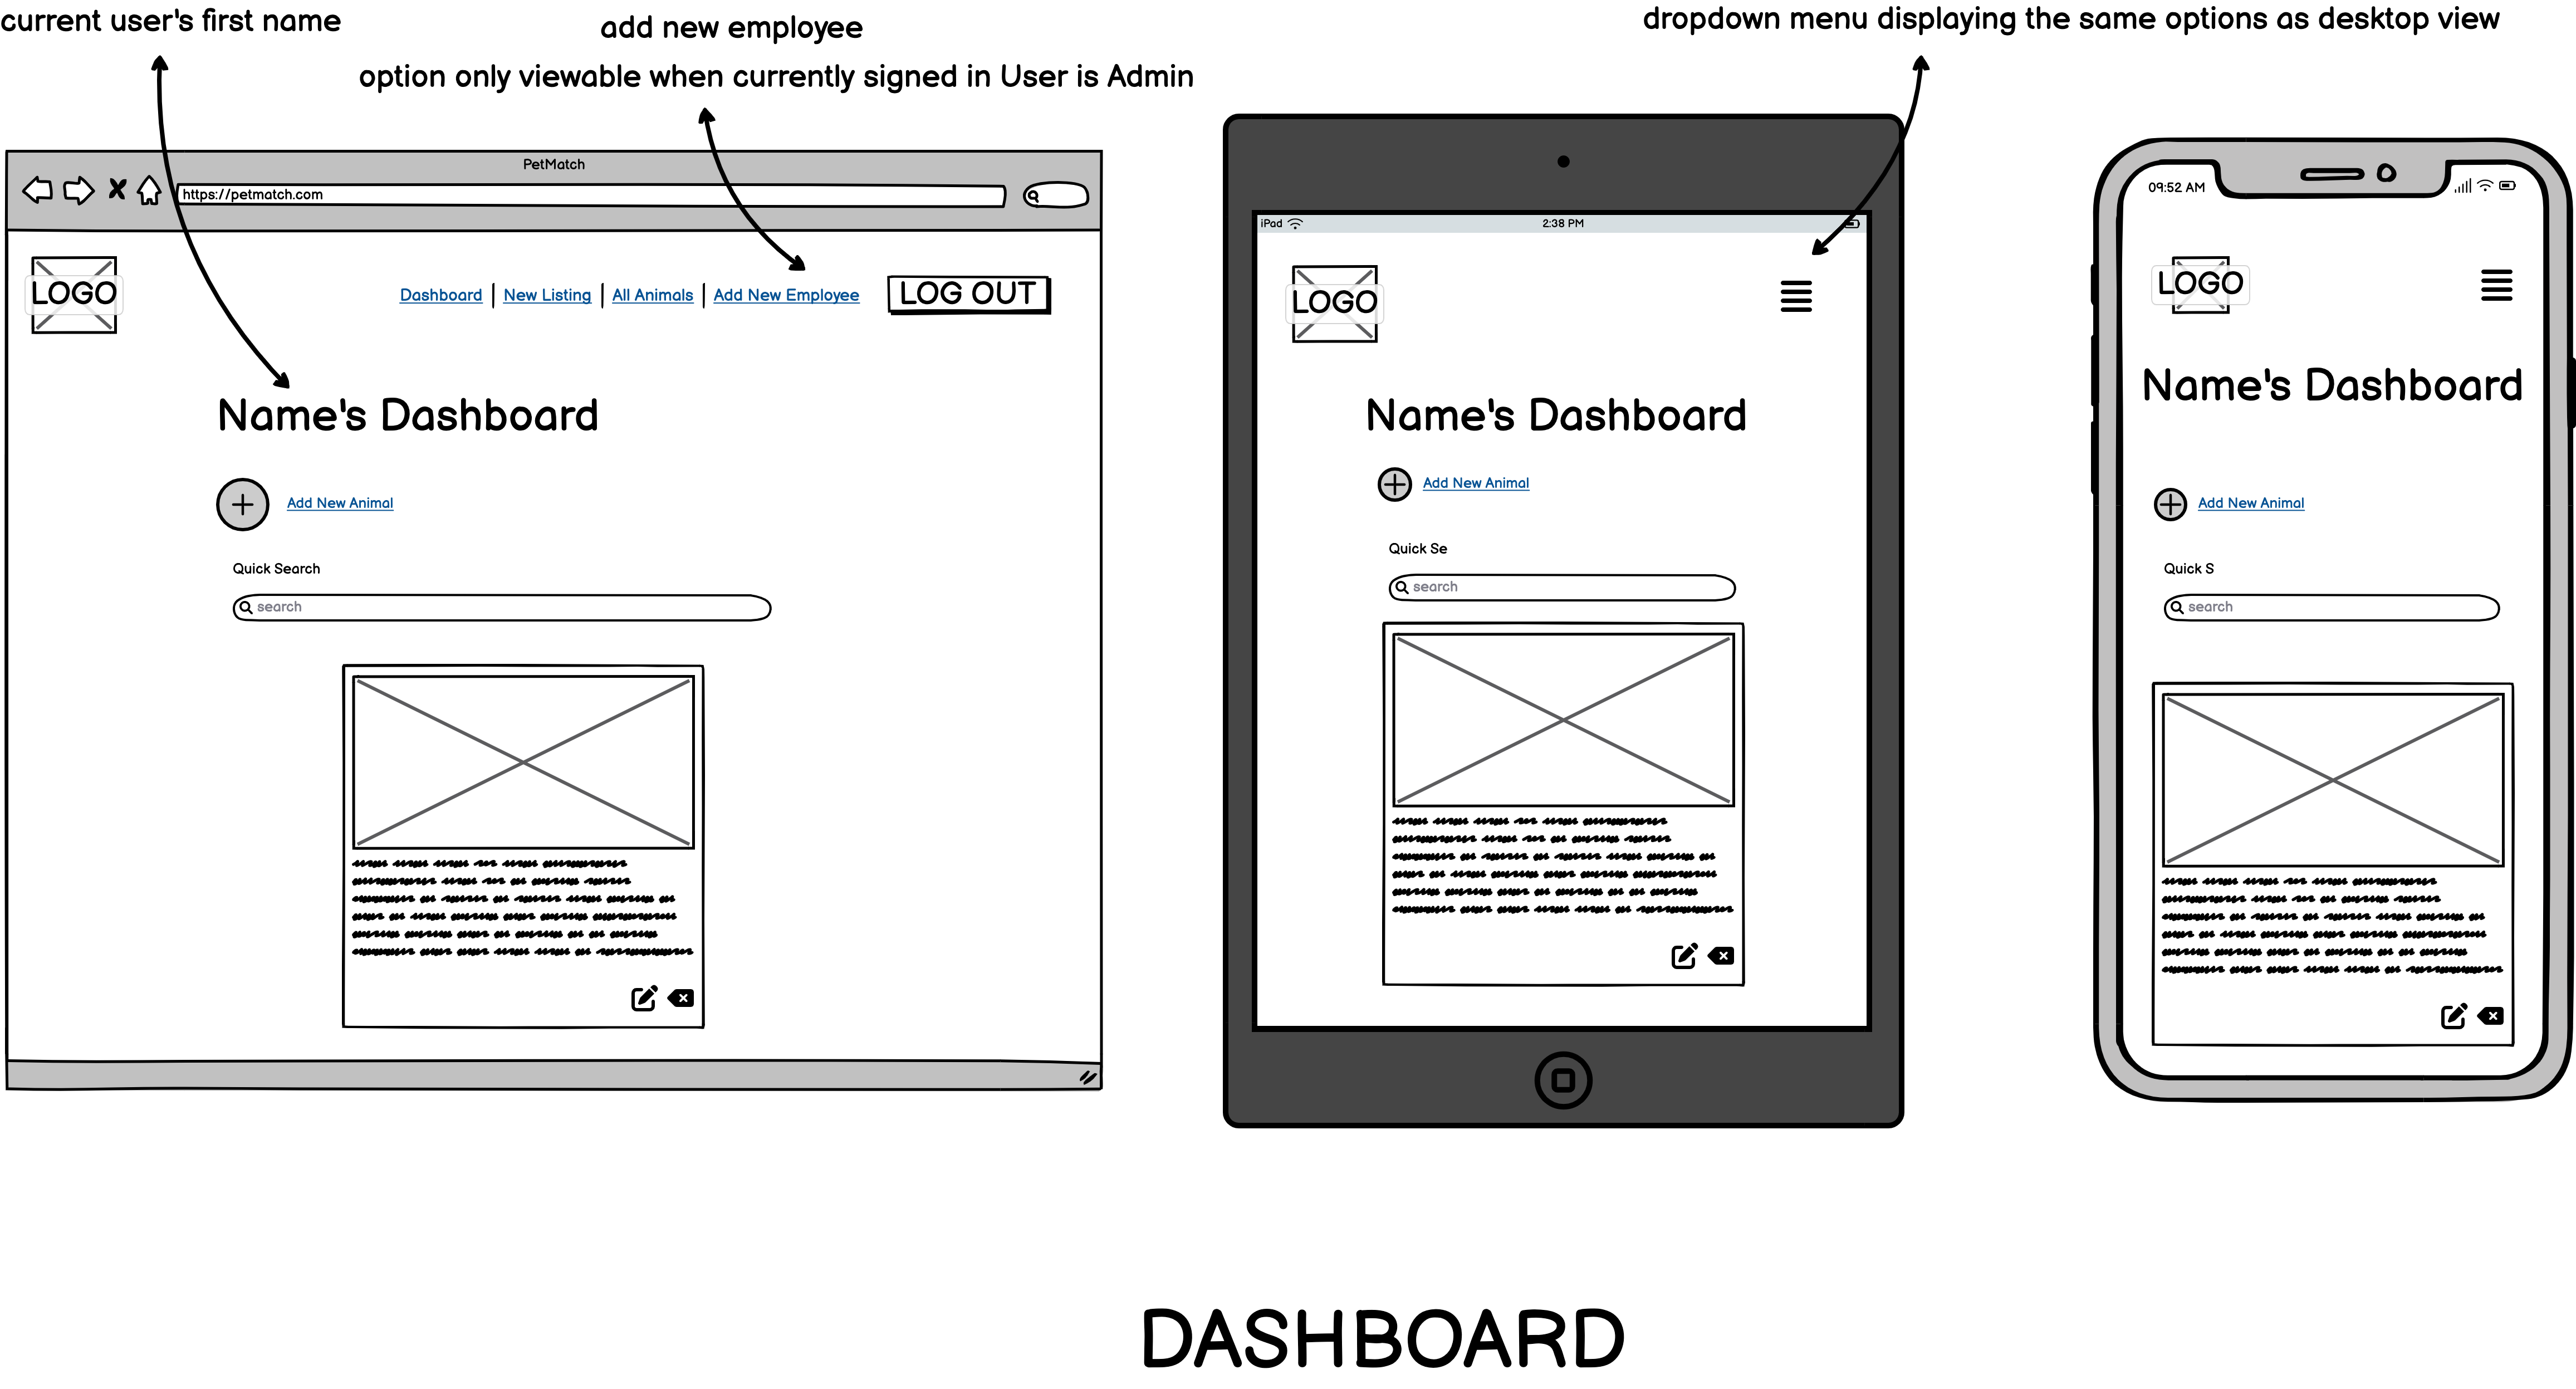 current user's first name
add new employee
option only viewable when currently signed in User is Admin
dropdown menu displaying the same options as desktop view
PetMatch
https://petmatch.com
LOGO
Dashboard | New Listing | All Animals | Add New Employee
LOG OUT
Name's Dashboard
Add New Animal
Quick Search
search
iPad
2:38 PM
LOGO
Name's Dashboard
Add New Animal
Quick Se
search
09:52 AM
LOGO
Name's Dashboard
Add New Animal
Quick S
search
DASHBOARD